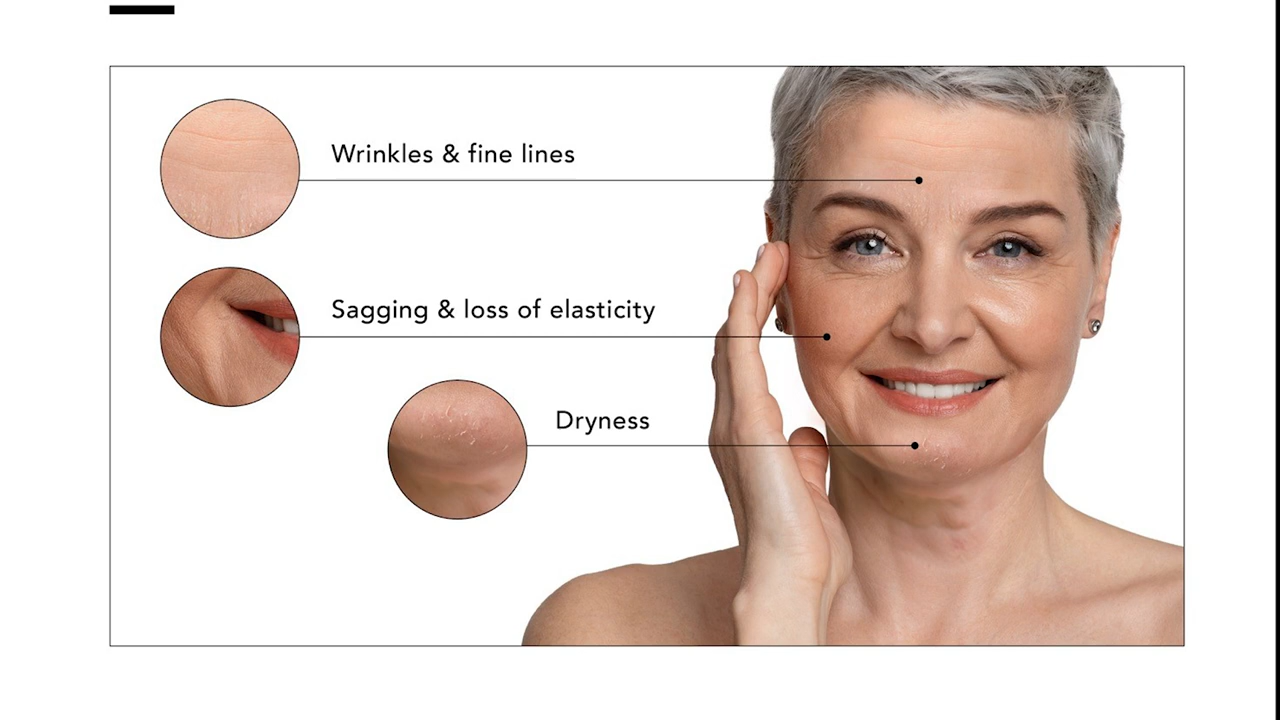 Wrinkles & fine lines
Sagging & loss of elasticity
Dryness